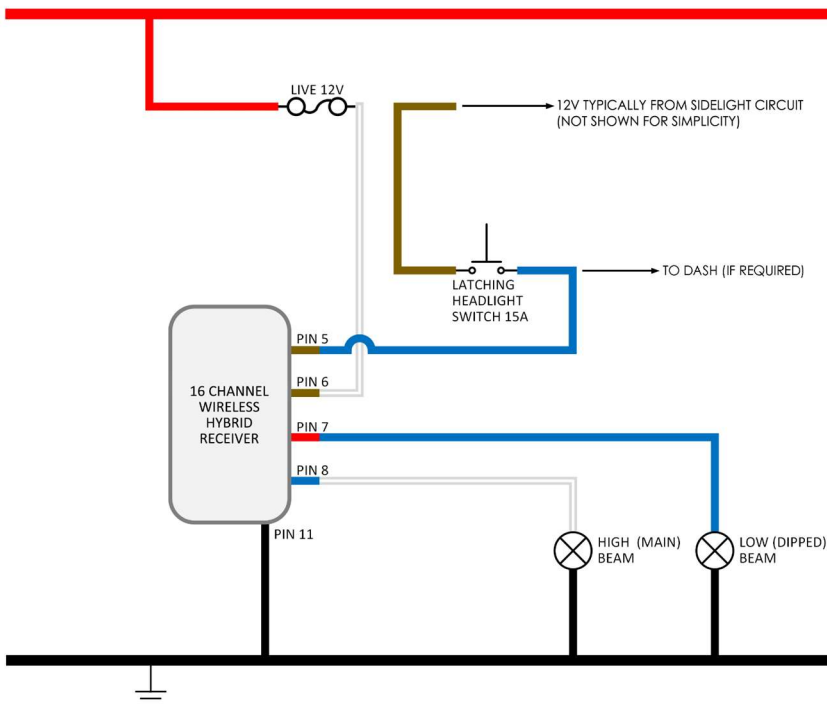 LIVE 12V
12V TYPICALLY FROM SIDELIGHT CIRCUIT
(NOT SHOWN FOR SIMPLICITY)
TO DASH (IF REQUIRED)
LATCHING
HEADLIGHT
SWITCH 15A
PIN 5
PIN 6
16 CHANNEL
WIRELESS
HYBRID
RECEIVER
PIN 7
PIN 8
PIN 11
HIGH (MAIN)
BEAM
LOW (DIPPED)
BEAM